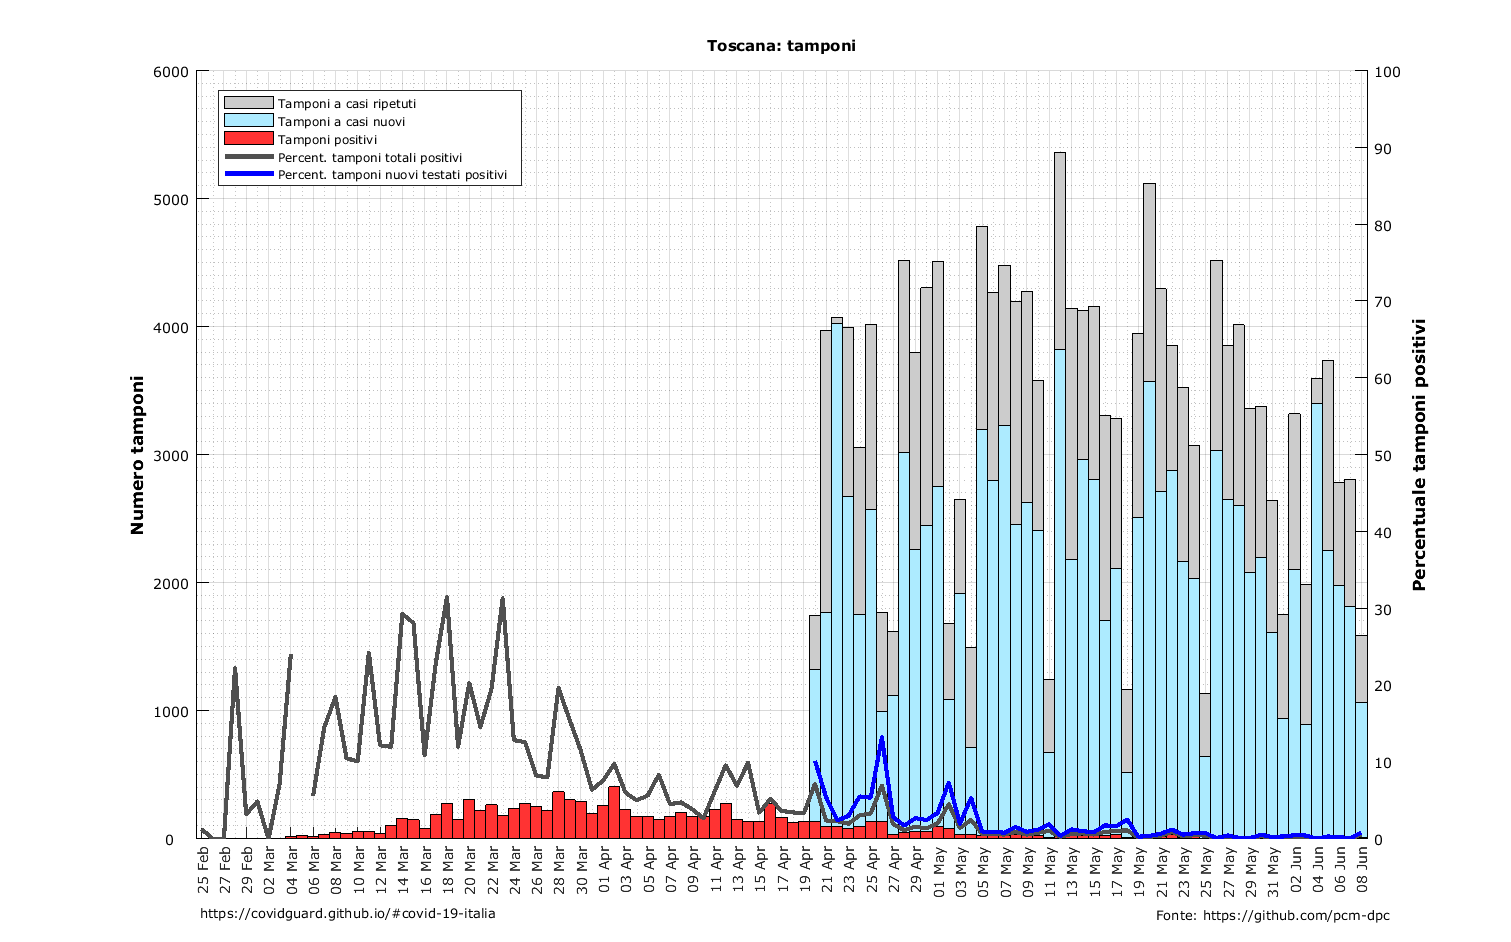 Toscana: tamponi
6000
5000
4000
3000
2000
1000
0
Numero tamponi
Tamponi a casi ripetuti
Tamponi a casi nuovi
Tamponi positivi
Percent. tamponi totali positivi
Percent. tamponi nuovi testati positivi
100
90
80
70
60
50
40
30
20
10
0
Percentuale tamponi positivi
25 Feb
27 Feb
29 Feb
02 Mar
04 Mar
06 Mar
08 Mar
10 Mar
12 Mar
14 Mar
16 Mar
18 Mar
20 Mar
22 Mar
24 Mar
26 Mar
28 Mar
30 Mar
01 Apr
03 Apr
05 Apr
07 Apr
09 Apr
11 Apr
13 Apr
15 Apr
17 Apr
19 Apr
21 Apr
23 Apr
25 Apr
27 Apr
29 Apr
01 May
03 May
05 May
07 May
09 May
11 May
13 May
15 May
17 May
19 May
21 May
23 May
25 May
27 May
29 May
31 May
02 Jun
04 Jun
06 Jun
08 Jun
https://covidguard.github.io/#covid-19-italia
Fonte: https://github.com/pcm-dpc